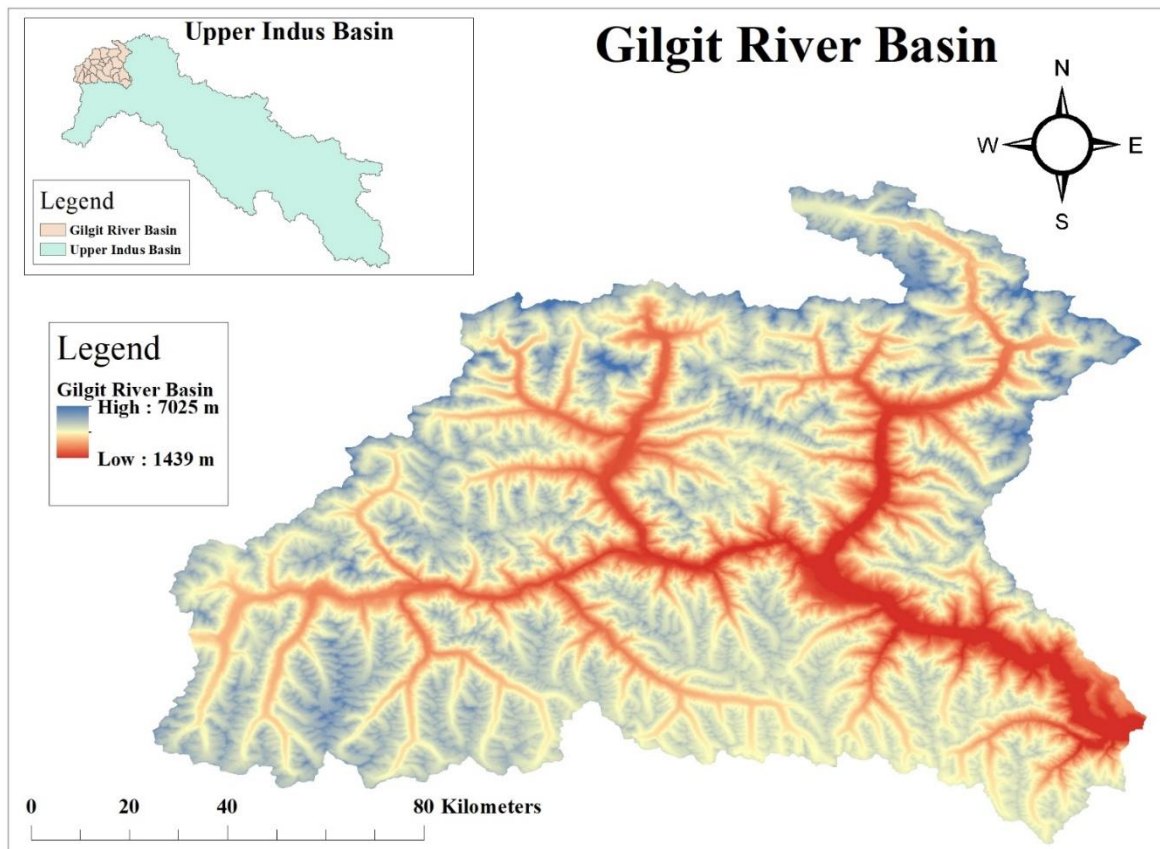 Upper Indus Basin
Legend
Gilgit River Basin
Upper Indus Basin
Gilgit River Basin
N
W
E
S
Legend
Gilgit River Basin
High : 7025 m
Low : 1439 m
0 20 40 80 Kilometers